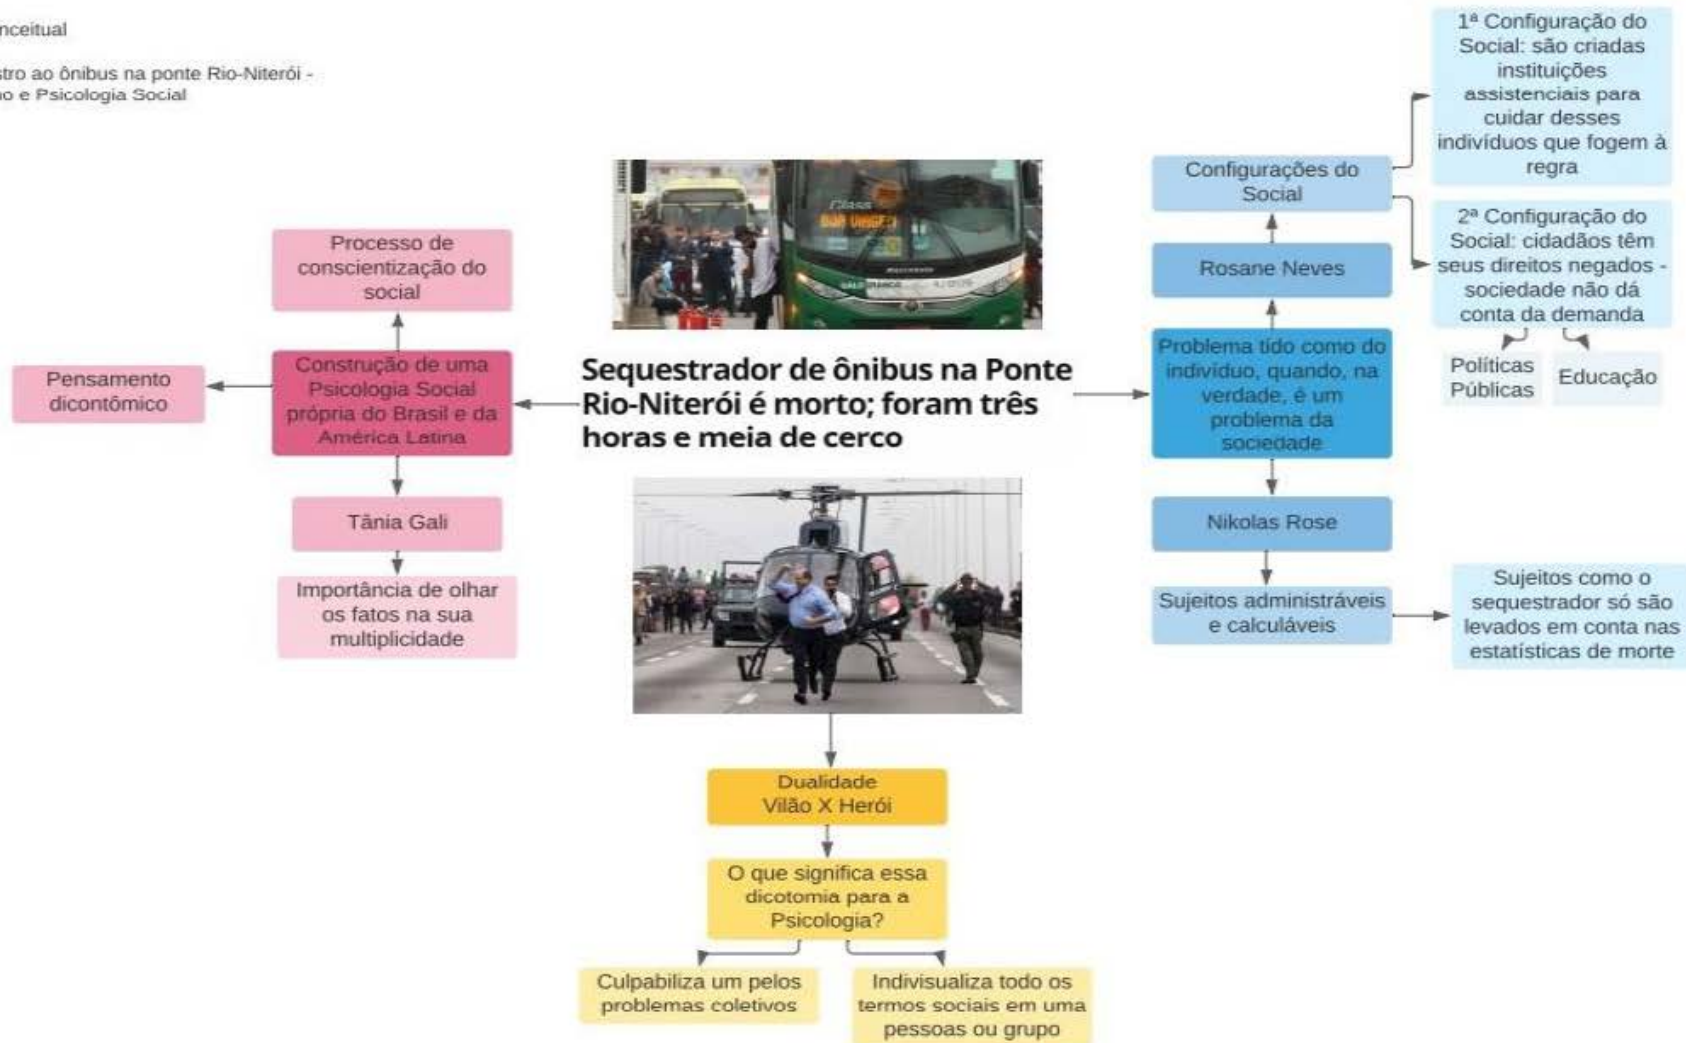 nceitual
stro ao ônibus na ponte Rio-Niterói -
no e Psicologia Social
Processo de
conscientização do
social
Pensamento
dicontômico
Construção de uma
Psicologia Social
própria do Brasil e da
América Latina
Tânia Gali
Importância de olhar
os fatos na sua
multiplicidade
Class
Sequestrador de ônibus na Ponte
Rio-Niterói é morto; foram três
horas e meia de cerco
Dualidade
Vilão X Herói
O que significa essa
dicotomia para a
Psicologia?
Culpabiliza um pelos
problemas coletivos
Indivisualiza todo os
termos sociais em uma
pessoas ou grupo
1ª Configuração do
Social: são criadas
instituições
assistenciais para
cuidar desses
indivíduos que fogem à
regra
Configurações do
Social
2ª Configuração do
Social: cidadãos têm
seus direitos negados -
sociedade não dá
conta da demanda
Políticas
Públicas
Educação
Rosane Neves
Problema tido como do
indivíduo, quando, na
verdade, é um
problema da
sociedade
Nikolas Rose
Sujeitos administráveis
e calculáveis
Sujeitos como o
sequestrador só são
levados em conta nas
estatísticas de morte